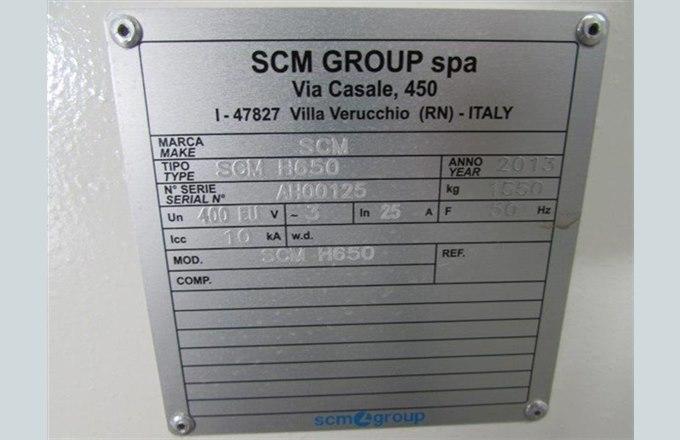 SCM GROUP spa
Via Casale, 450
I - 47827 Villa Verucchio (RN) - ITALY
MARCA
MAKE SCM
TIPO
TYPE SCM H650 ANNO
YEAR 2013
N° SERIE
SERIAL N° AH00125 kg 1550
Un 400 EU V ~ 3 In 25 A F 50 Hz
Icc 10 kA w.d.
MOD. SCM H650 REF.
COMP.
scm group